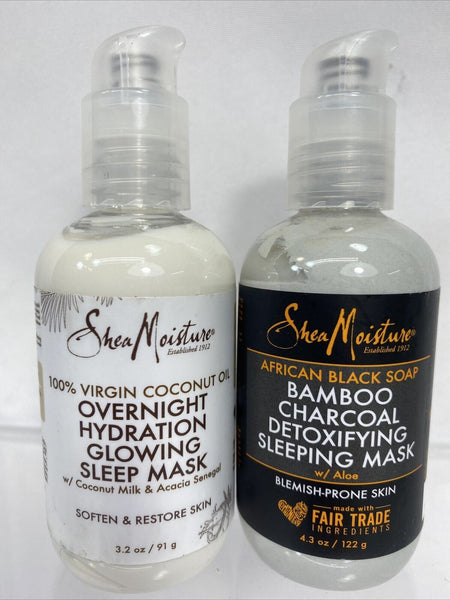 SheaMoisture®
Established 1912
100% VIRGIN COCONUT OIL
OVERNIGHT
HYDRATION
GLOWING
SLEEP MASK
w/ Coconut Milk & Acacia Senegal
SOFTEN & RESTORE SKIN
3.2 oz / 91 g
SheaMoisture®
Established 1912
AFRICAN BLACK SOAP
BAMBOO
CHARCOAL
DETOXIFYING
SLEEPING MASK
w/ Aloe
BLEMISH-PRONE SKIN
made with
FAIR TRADE
INGREDIENTS
4.3 oz / 122 g